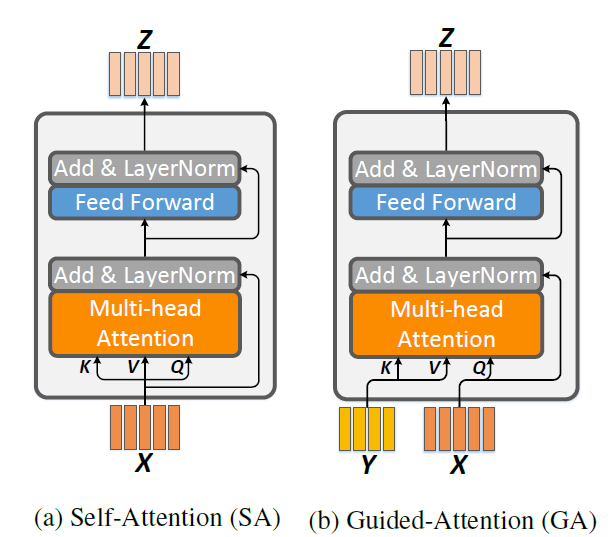 Z
Add & LayerNorm
Feed Forward
Add & LayerNorm
Multi-head
Attention
K V Q
X
(a) Self-Attention (SA)
Z
Add & LayerNorm
Feed Forward
Add & LayerNorm
Multi-head
Attention
K V Q
Y X
(b) Guided-Attention (GA)